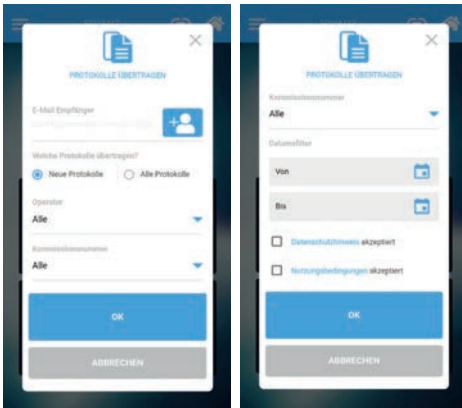 PROTOKOLLE ÜBERTRAGEN
E-Mail Empfänger
Welche Protokolle übertragen?
Neue Protokolle
Alle Protokolle
Operator
Alle
Kommissionsnummer
Alle
OK
ABBRECHEN
PROTOKOLLE ÜBERTRAGEN
Kommissionsnummer
Alle
Datumsfilter
Von
Bis
Datenschutzhinweis akzeptiert
Nutzungsbedingungen akzeptiert
OK
ABBRECHEN